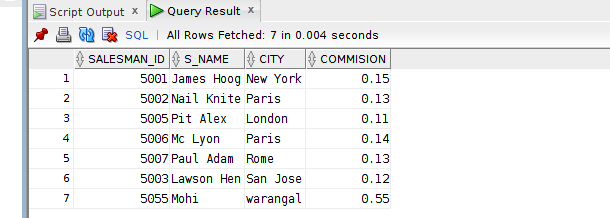 Script Output x Query Result x
SQL | All Rows Fetched: 7 in 0.004 seconds
SALESMAN_ID S_NAME CITY COMMISION
1 5001 James Hoog New York 0.15
2 5002 Nail Knite Paris 0.13
3 5005 Pit Alex London 0.11
4 5006 Mc Lyon Paris 0.14
5 5007 Paul Adam Rome 0.13
6 5003 Lawson Hen San Jose 0.12
7 5055 Mohi warangal 0.55